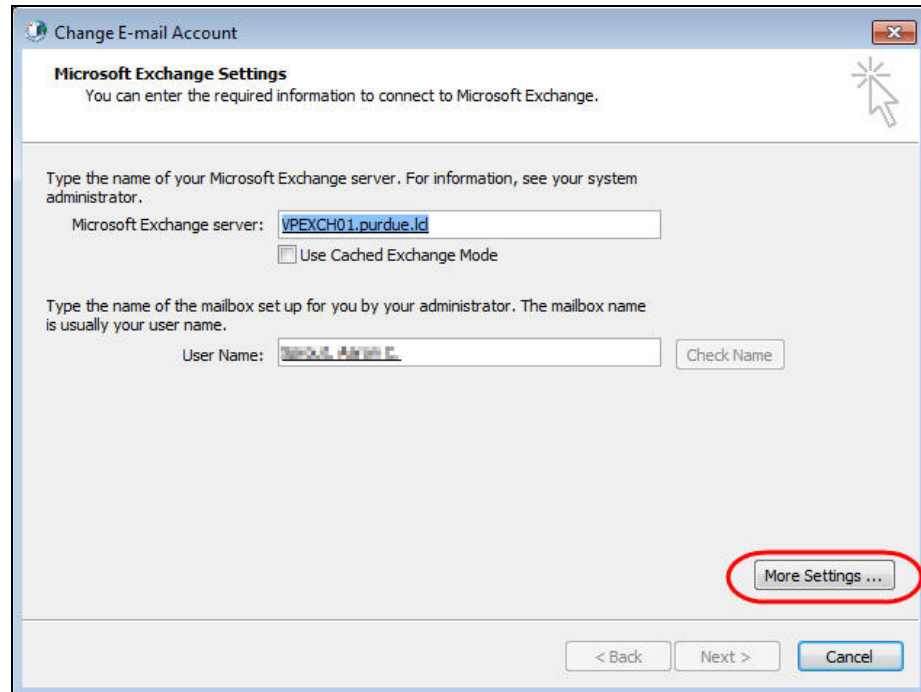 Change E-mail Account
Microsoft Exchange Settings
You can enter the required information to connect to Microsoft Exchange.
Type the name of your Microsoft Exchange server. For information, see your system
administrator.
Microsoft Exchange server: VPEXCH01.purdue.lcl
Use Cached Exchange Mode
Type the name of the mailbox set up for you by your administrator. The mailbox name
is usually your user name.
User Name: Check Name
More Settings ...
< Back Next > Cancel